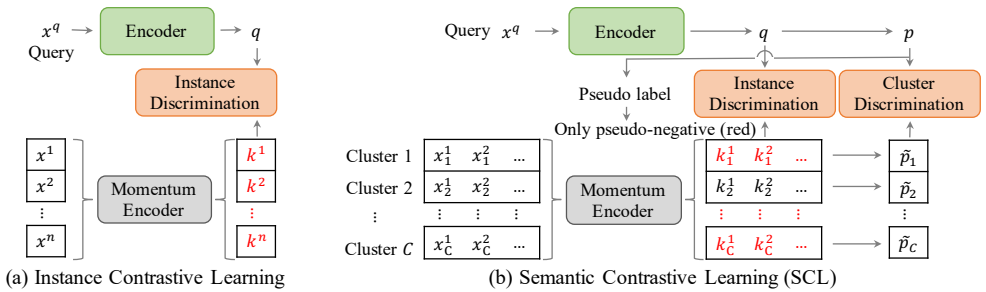 x^q
Query
Encoder
q
Instance
Discrimination
x^1
x^2
⋮
x^n
Momentum
Encoder
k^1
k^2
⋮
k^n
(a) Instance Contrastive Learning
Query x^q
Encoder
q
p
Pseudo label
Instance
Discrimination
Cluster
Discrimination
Only pseudo-negative (red)
Cluster 1 x_1^1 x_1^2 ...
Cluster 2 x_2^1 x_2^2 ...
⋮ ⋮ ⋮
Cluster C x_C^1 x_C^2 ...
Momentum
Encoder
k_1^1 k_1^2 ... p̃_1
k_2^1 k_2^2 ... p̃_2
⋮ ⋮ ⋮ ⋮
k_C^1 k_C^2 ... p̃_C
(b) Semantic Contrastive Learning (SCL)